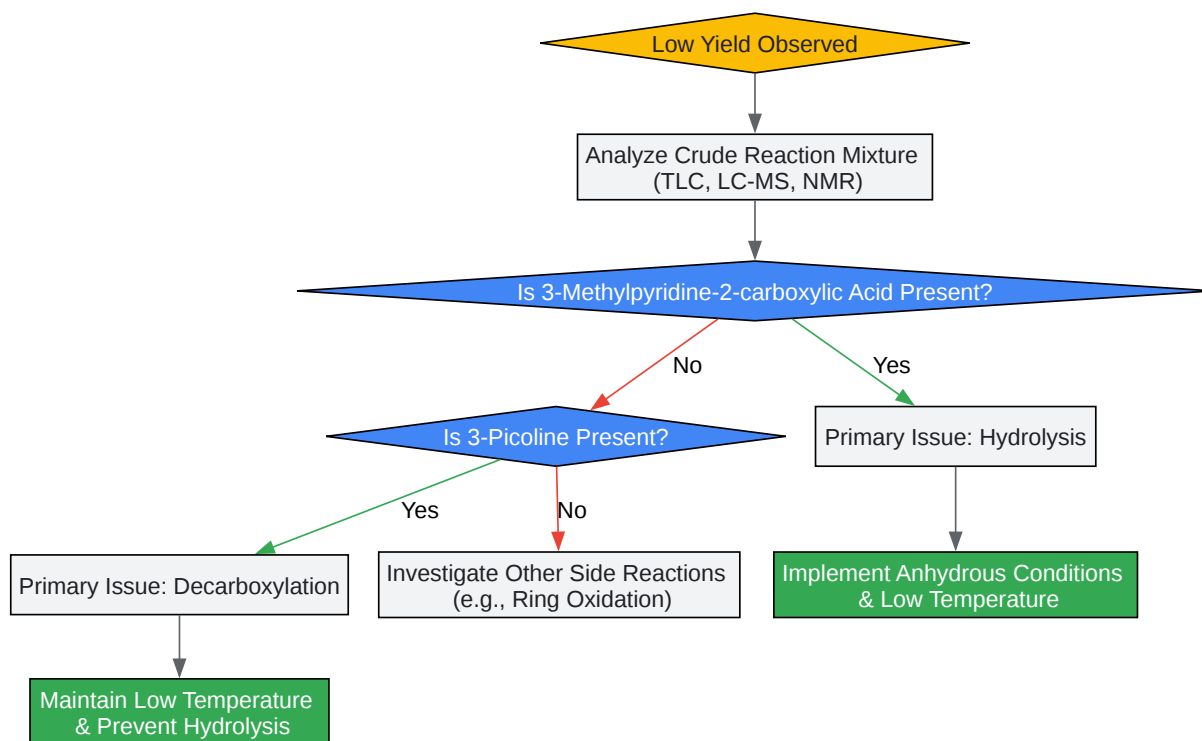 Low Yield Observed
Analyze Crude Reaction Mixture
(TLC, LC-MS, NMR)
Is 3-Methylpyridine-2-carboxylic Acid Present?
No
Yes
Is 3-Picoline Present?
Primary Issue: Hydrolysis
Yes
No
Primary Issue: Decarboxylation
Investigate Other Side Reactions
(e.g., Ring Oxidation)
Implement Anhydrous Conditions
& Low Temperature
Maintain Low Temperature
& Prevent Hydrolysis